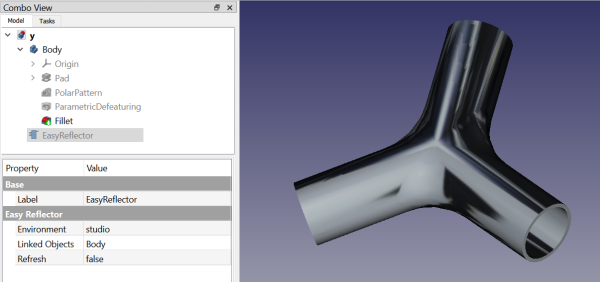 Combo View
Model Tasks
y
Body
Origin
Pad
PolarPattern
ParametricDefeaturing
Fillet
EasyReflector
Property Value
Base
Label EasyReflector
Easy Reflector
Environment studio
Linked Objects Body
Refresh false